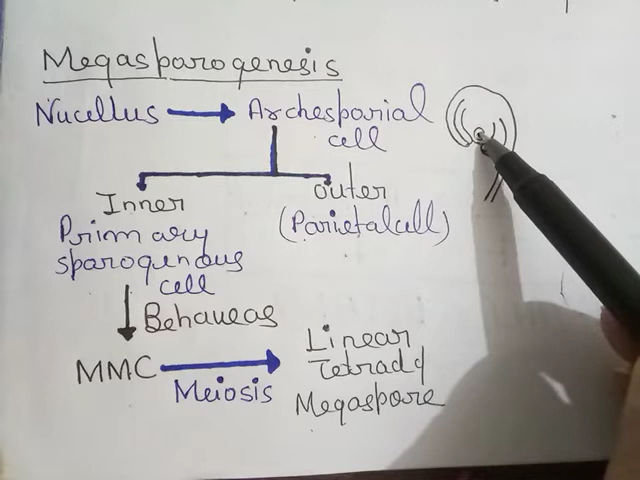 Megasparogenesis
Nucellus → Archesparial
cell
Inner
outer
Primary
(Parietalcell)
sparogenous
cell
Behaveas
MMC → Linear
Tetrad of
Meiosis
Megaspore